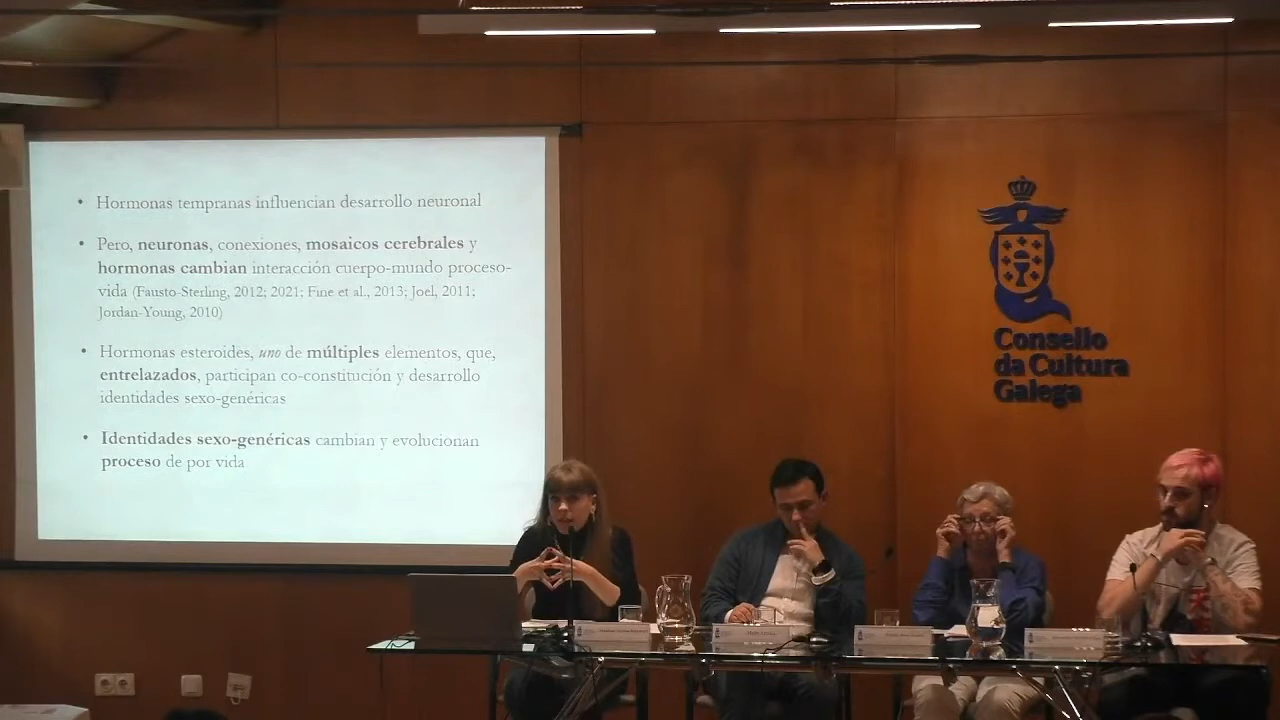 • Hormonas tempranas influencian desarrollo neuronal
• Pero, neuronas, conexiones, mosaicos cerebrales y
hormonas cambian interacción cuerpo-mundo proceso-
vida (Fausto-Sterling, 2012; 2021; Fine et al., 2013; Joel, 2011;
Jordan-Young, 2010)
• Hormonas esteroides, uno de múltiples elementos, que,
entrelazados, participan co-constitución y desarrollo
identidades sexo-genéricas
• Identidades sexo-genéricas cambian y evolucionan
proceso de por vida
Consello
da Cultura
Galega